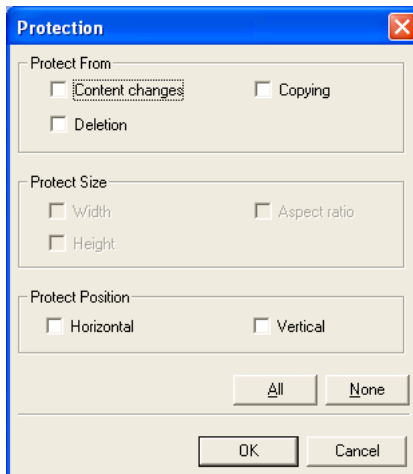 Protection
Protect From
Content changes Copying
Deletion
Protect Size
Width Aspect ratio
Height
Protect Position
Horizontal Vertical
All None
OK Cancel